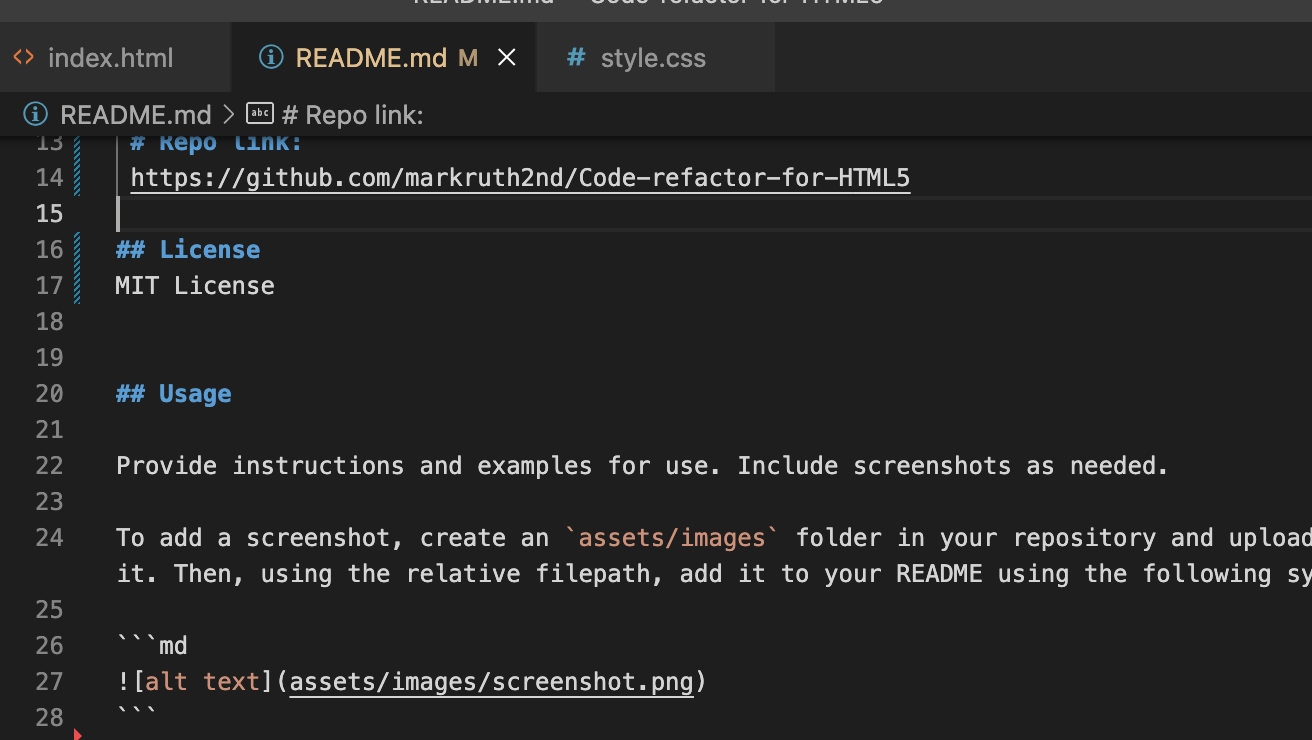 README.md — Code-refactor-for-HTML5
<> index.html
README.md M
# style.css
README.md > abc # Repo link:
13 # Repo link:
14 https://github.com/markruth2nd/Code-refactor-for-HTML5
15
16 ## License
17 MIT License
18
19
20 ## Usage
21
22 Provide instructions and examples for use. Include screenshots as needed.
23
24 To add a screenshot, create an `assets/images` folder in your repository and upload
it. Then, using the relative filepath, add it to your README using the following sy
25
26 ```md
27 ![alt text](assets/images/screenshot.png)
28 ```